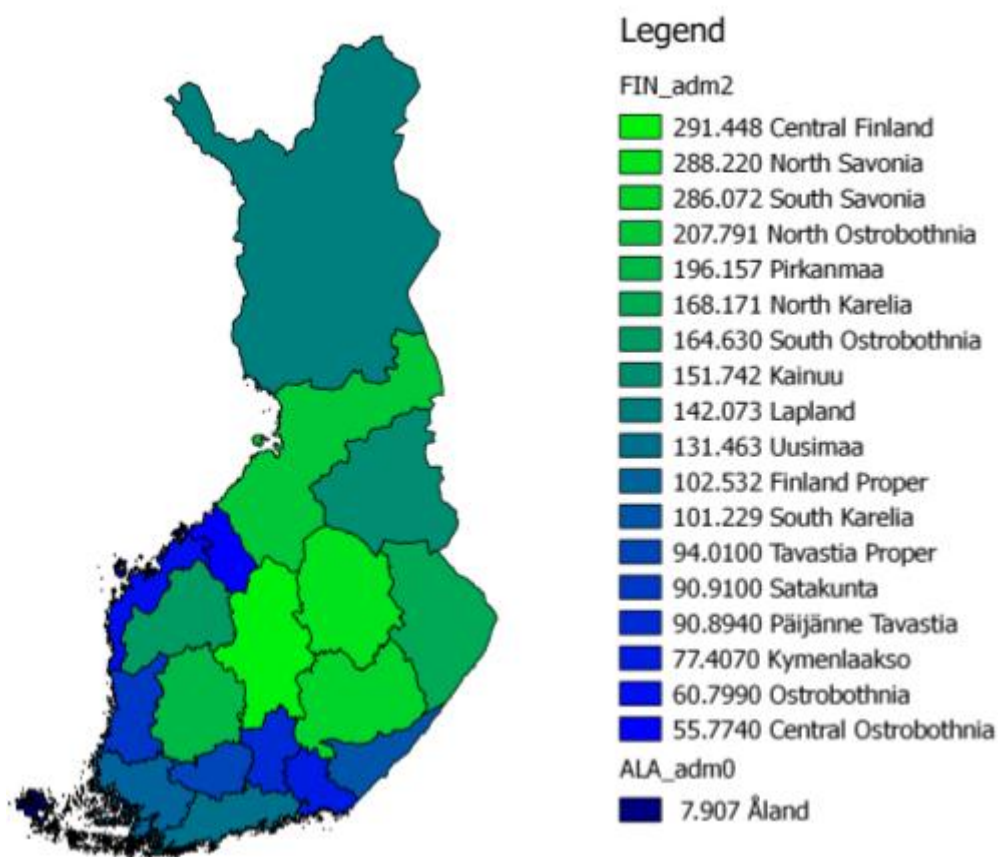 Legend
FIN_adm2
291.448 Central Finland
288.220 North Savonia
286.072 South Savonia
207.791 North Ostrobothnia
196.157 Pirkanmaa
168.171 North Karelia
164.630 South Ostrobothnia
151.742 Kainuu
142.073 Lapland
131.463 Uusimaa
102.532 Finland Proper
101.229 South Karelia
94.0100 Tavastia Proper
90.9100 Satakunta
90.8940 Päijänne Tavastia
77.4070 Kymenlaakso
60.7990 Ostrobothnia
55.7740 Central Ostrobothnia
ALA_adm0
7.907 Åland